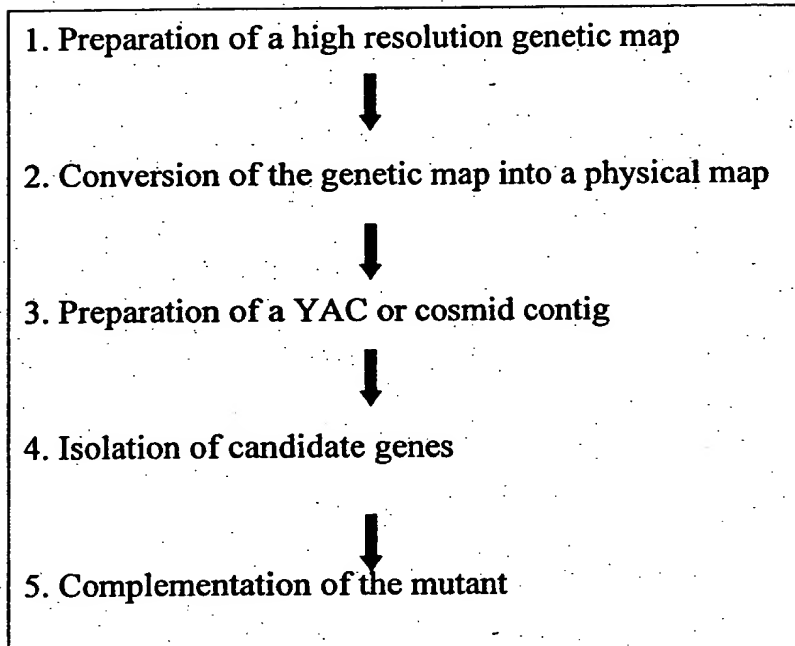 1. Preparation of a high resolution genetic map
2. Conversion of the genetic map into a physical map
3. Preparation of a YAC or cosmid contig
4. Isolation of candidate genes
5. Complementation of the mutant